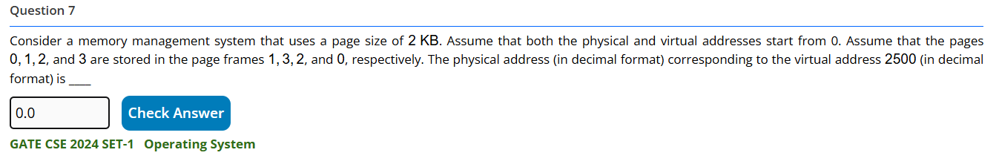 Question 7
Consider a memory management system that uses a page size of 2 KB. Assume that both the physical and virtual addresses start from 0. Assume that the pages
0, 1, 2, and 3 are stored in the page frames 1, 3, 2, and 0, respectively. The physical address (in decimal format) corresponding to the virtual address 2500 (in decimal
format) is ____
0.0 Check Answer
GATE CSE 2024 SET-1 Operating System